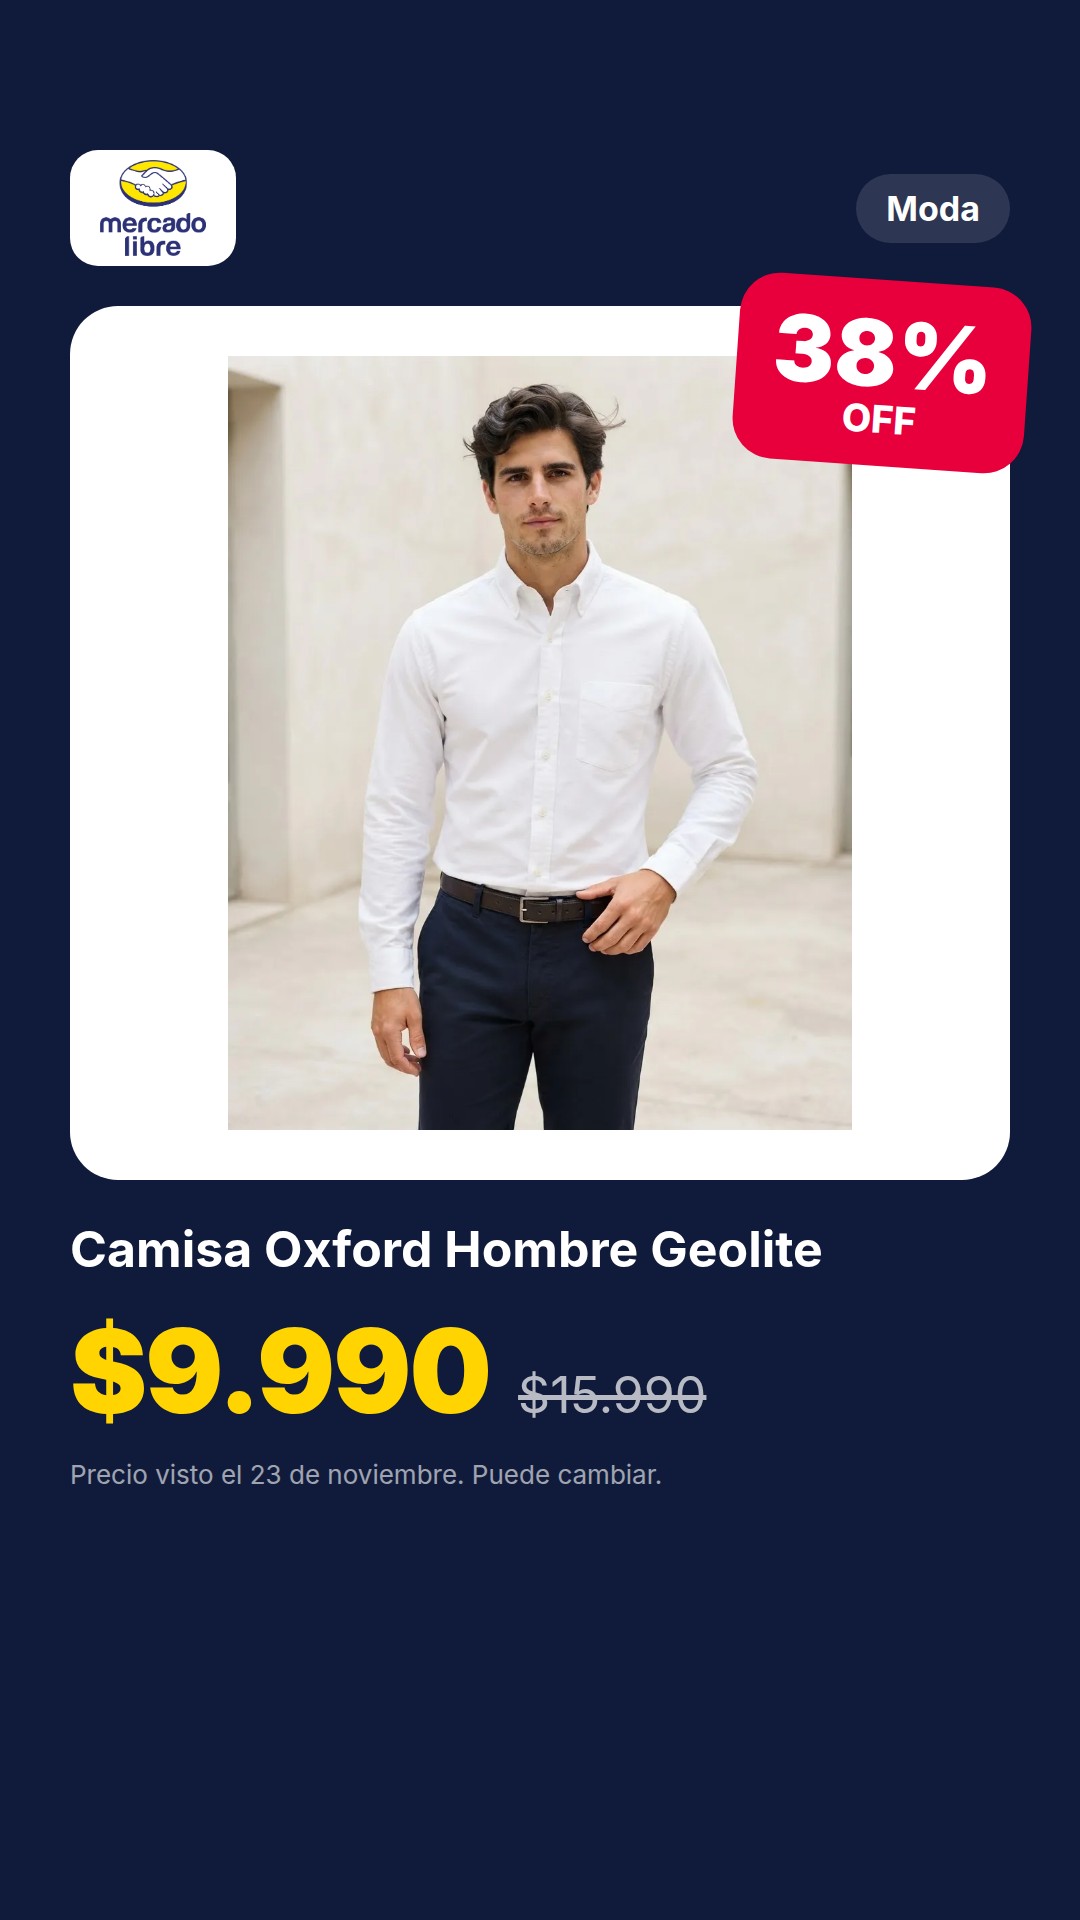 mercado
libre
Moda
38%
OFF
Camisa Oxford Hombre Geolite
$9.990 $15.990
Precio visto el 23 de noviembre. Puede cambiar.